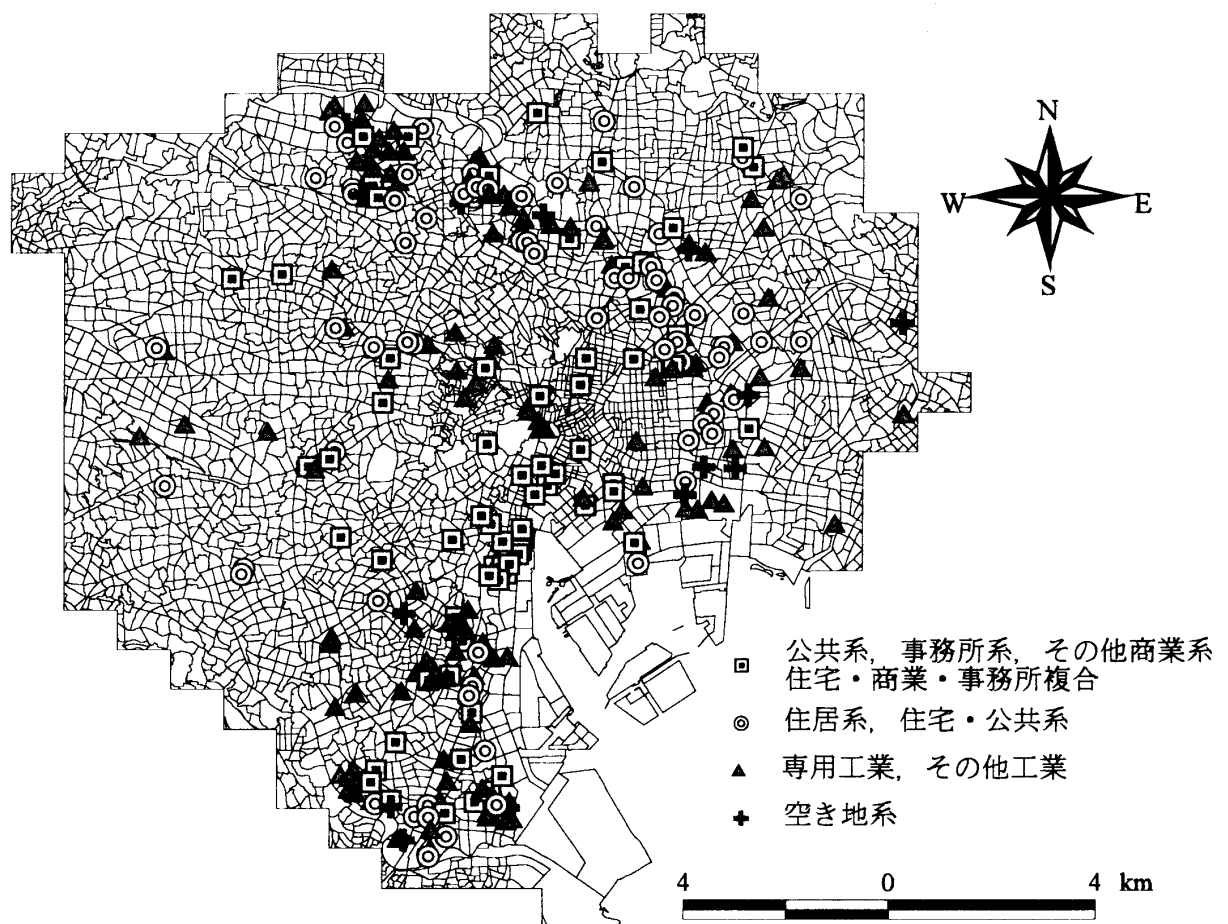 N
W E
S
公共系，事務所系，その他商業系
住宅・商業・事務所複合
住居系，住宅・公共系
専用工業，その他工業
空き地系
4 0 4 km